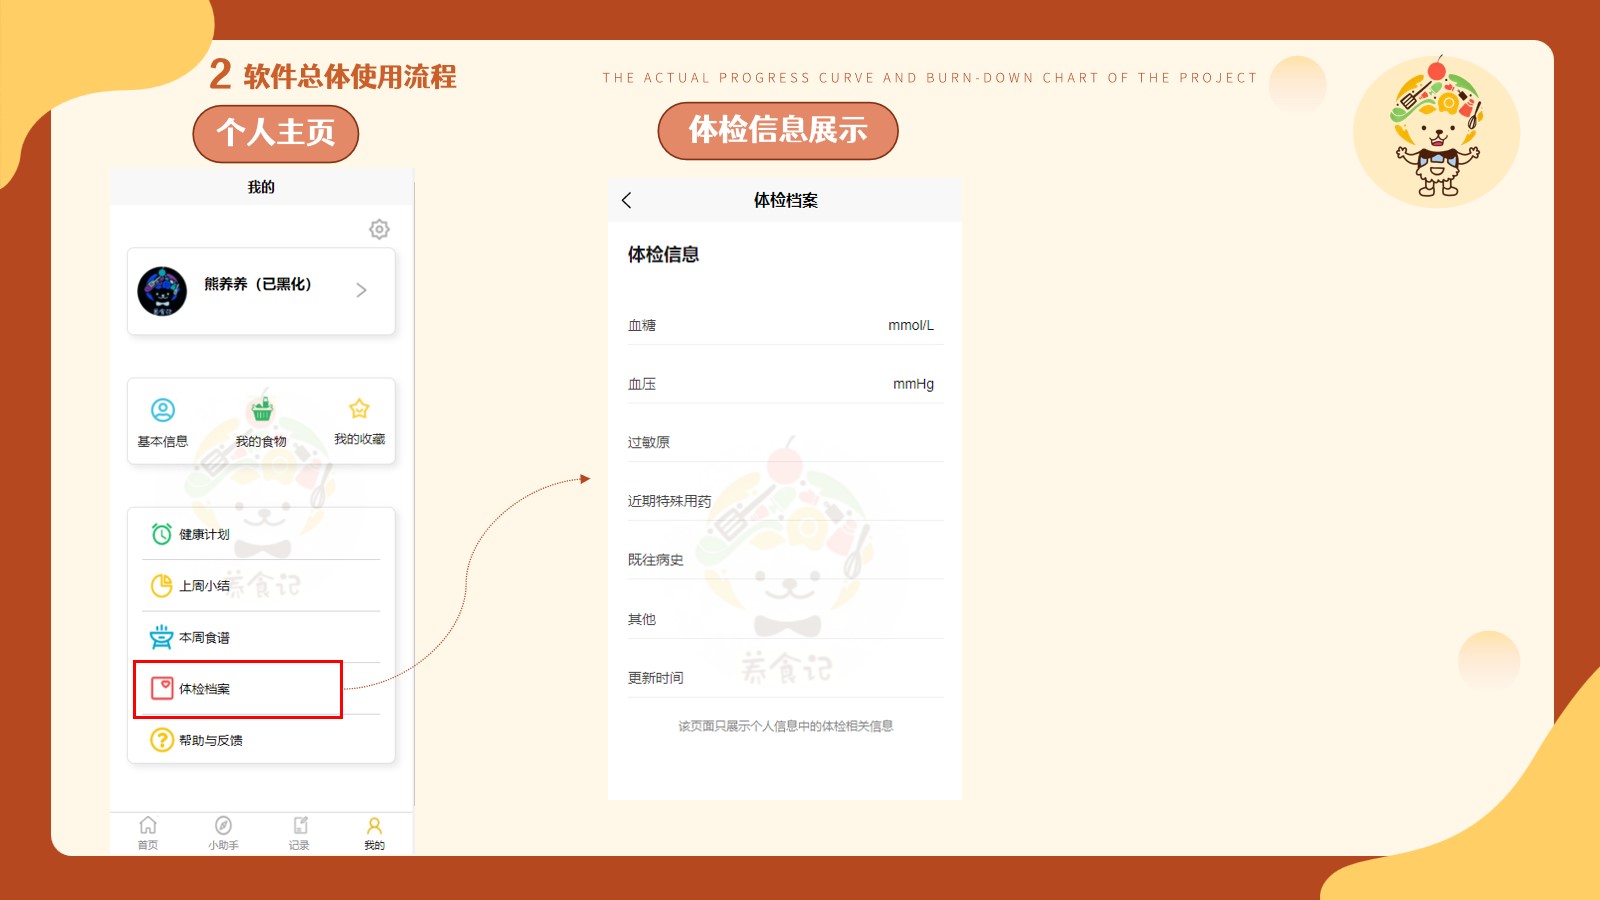 2 软件总体使用流程
THE ACTUAL PROGRESS CURVE AND BURN-DOWN CHART OF THE PROJECT
个人主页
体检信息展示
我的
熊养养（已黑化）
养食记
基本信息
我的食物
我的收藏
健康计划
上周小结
养食记
本周食谱
体检档案
帮助与反馈
首页
小助手
记录
我的
体检档案
体检信息
血糖 mmol/L
血压 mmHg
过敏原
近期特殊用药
既往病史
其他
养食记
更新时间
该页面只展示个人信息中的体检相关信息